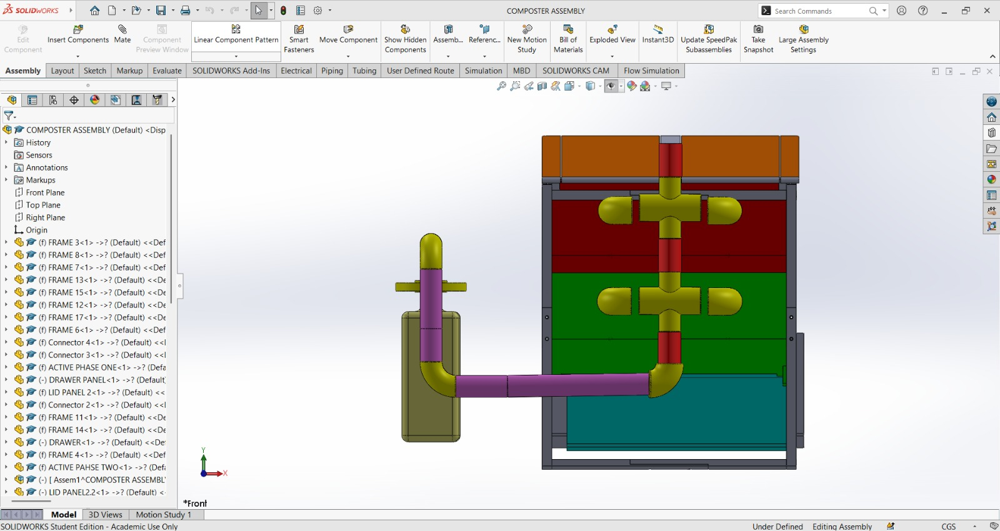 SOLIDWORKS
COMPOSTER ASSEMBLY
Search Commands
Edit Component
Insert Components
Mate
Component Preview Window
Linear Component Pattern
Smart Fasteners
Move Component
Show Hidden Components
Assemb...
Referenc...
New Motion Study
Bill of Materials
Exploded View
Instant3D
Update SpeedPak Subassemblies
Take Snapshot
Large Assembly Settings
Assembly Layout Sketch Markup Evaluate SOLIDWORKS Add-Ins Electrical Piping Tubing User Defined Route Simulation MBD SOLIDWORKS CAM Flow Simulation
COMPOSTER ASSEMBLY (Default) <Disp
History
Sensors
Annotations
Markups
Front Plane
Top Plane
Right Plane
Origin
(f) FRAME 3<1> ->? (Default) <<Def
(f) FRAME 8<1> ->? (Default) <<Def
(f) FRAME 7<1> ->? (Default) <<Def
(f) FRAME 13<1> ->? (Default) <<De
(f) FRAME 15<1> ->? (Default) <<De
(f) FRAME 12<1> ->? (Default) <<De
(f) FRAME 17<1> ->? (Default) <<De
(f) FRAME 6<1> ->? (Default) <<Def
(f) Connector 4<1> ->? (Default) <<I
(f) Connector 3<1> ->? (Default) <<I
(f) ACTIVE PHASE ONE<1> ->? (Defau
(-) DRAWER PANEL<1> ->? (Default
(f) LID PANEL 2<1> ->? (Default) <<
(f) Connector 2<1> ->? (Default) <<I
(f) FRAME 11<1> ->? (Default) <<De
(f) FRAME 14<1> ->? (Default) <<De
(-) DRAWER<1> ->? (Default) <<Def
(f) FRAME 4<1> ->? (Default) <<Def
(f) ACTIVE PAHSE TWO<1> ->? (Defa
(-) [ Assem1^COMPOSTER ASSEMBL
(-) LID PANEL2.2<1> ->? (Default) <
Y
X
*Front
Model 3D Views Motion Study 1
SOLIDWORKS Student Edition - Academic Use Only
Under Defined Editing Assembly CGS